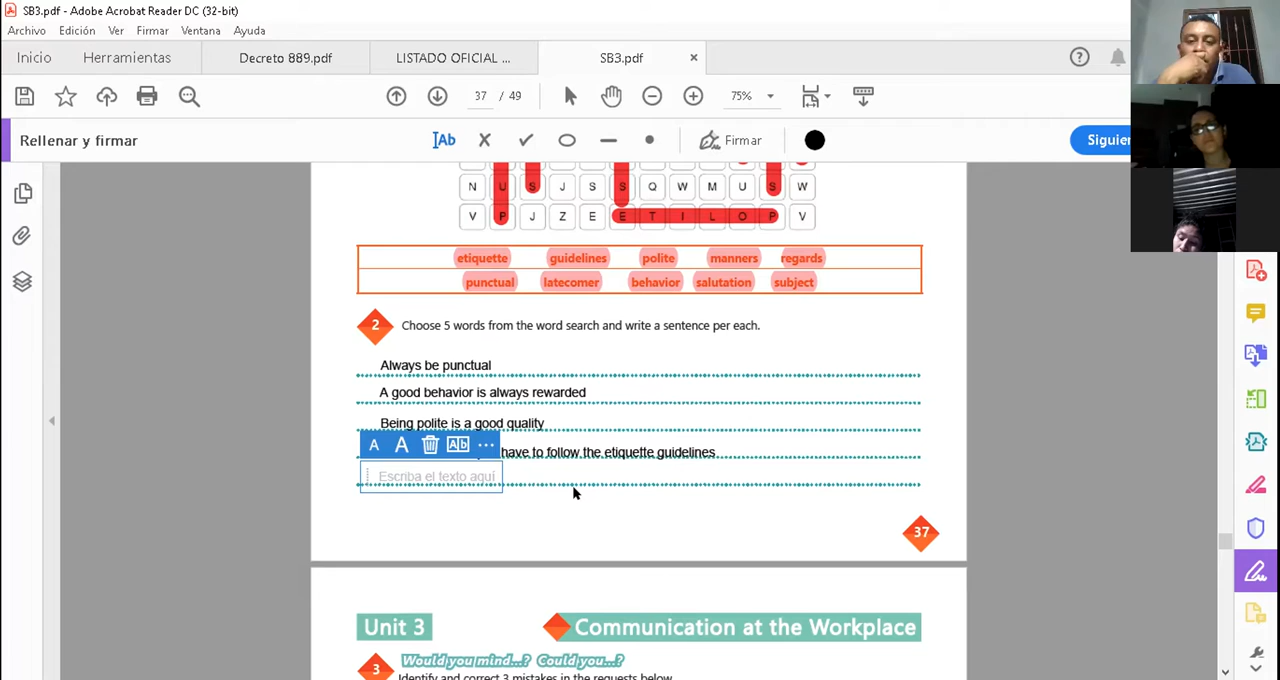 SB3.pdf - Adobe Acrobat Reader DC (32-bit)
Archivo Edición Ver Firmar Ventana Ayuda
Inicio Herramientas Decreto 889.pdf LISTADO OFICIAL ... SB3.pdf ×
37 / 49 75%
Rellenar y firmar Ab Firmar Siguien
N U S J S S Q W M U S W
V P J Z E E T I L O P V
etiquette guidelines polite manners regards
punctual latecomer behavior salutation subject
2 Choose 5 words from the word search and write a sentence per each.
Always be punctual
A good behavior is always rewarded
Being polite is a good quality
A A Ab ... have to follow the etiquette guidelines.
Escriba el texto aquí
37
Unit 3 Communication at the Workplace
3 Would you mind...? Could you...?
Identify and correct 3 mistakes in the requests below.